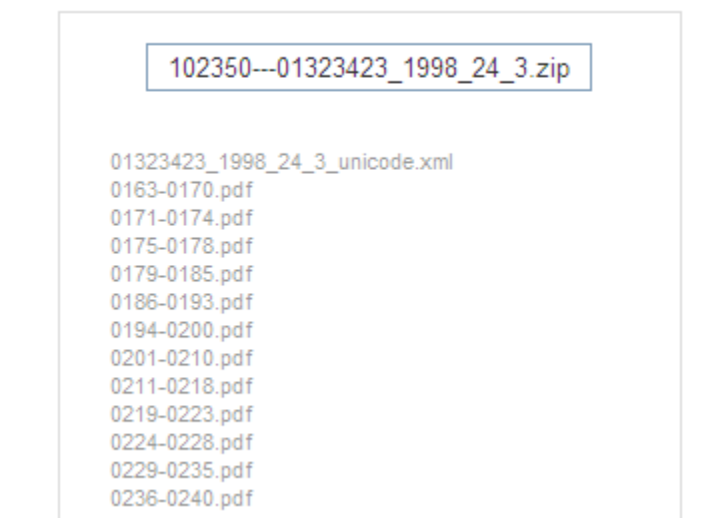 102350---01323423_1998_24_3.zip
01323423_1998_24_3_unicode.xml
0163-0170.pdf
0171-0174.pdf
0175-0178.pdf
0179-0185.pdf
0186-0193.pdf
0194-0200.pdf
0201-0210.pdf
0211-0218.pdf
0219-0223.pdf
0224-0228.pdf
0229-0235.pdf
0236-0240.pdf